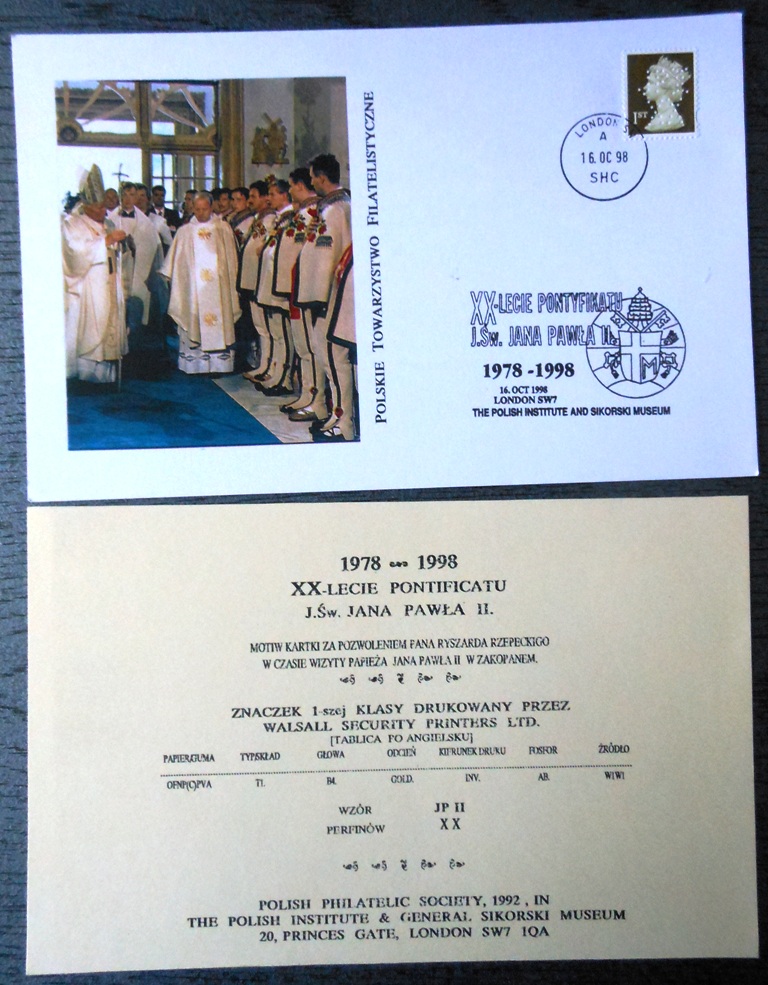 POLSKIE TOWARZYSTWO FILATELISTYCZNE
1ST
LONDON
A
16. OC 98
SHC
XX-LECIE PONTYFIKATU
J.Św. JANA PAWŁA II.
1978 - 1998
16. OCT 1998
LONDON SW7
THE POLISH INSTITUTE AND SIKORSKI MUSEUM
M
1978 1998
XX-LECIE PONTIFICATU
J.Św. JANA PAWŁA II.
MOTIW KARTKI ZA POZWOLENIEM PANA RYSZARDA RZEPECKIGO
W CZASIE WIZYTY PAPIEŻA JANA PAWŁA II W ZAKOPANEM.
ZNACZEK 1-szej KLASY DRUKOWANY PRZEZ
WALSALL SECURITY PRINTERS LTD.
[TABLICA PO ANGIELSKU]
PAPIER/GUMA TYP/SKŁAD GŁOWA ODCIEŃ KIERUNEK DRUKU FOSFOR ŻRÓDŁO
OFNP(C)PVA T1. B4. GOLD. INV. AB. W1W1
WZÓR JP II
PERFINÓW X X
POLISH PHILATELIC SOCIETY, 1992 , IN
THE POLISH INSTITUTE & GENERAL SIKORSKI MUSEUM
20, PRINCES GATE, LONDON SW7 1QA